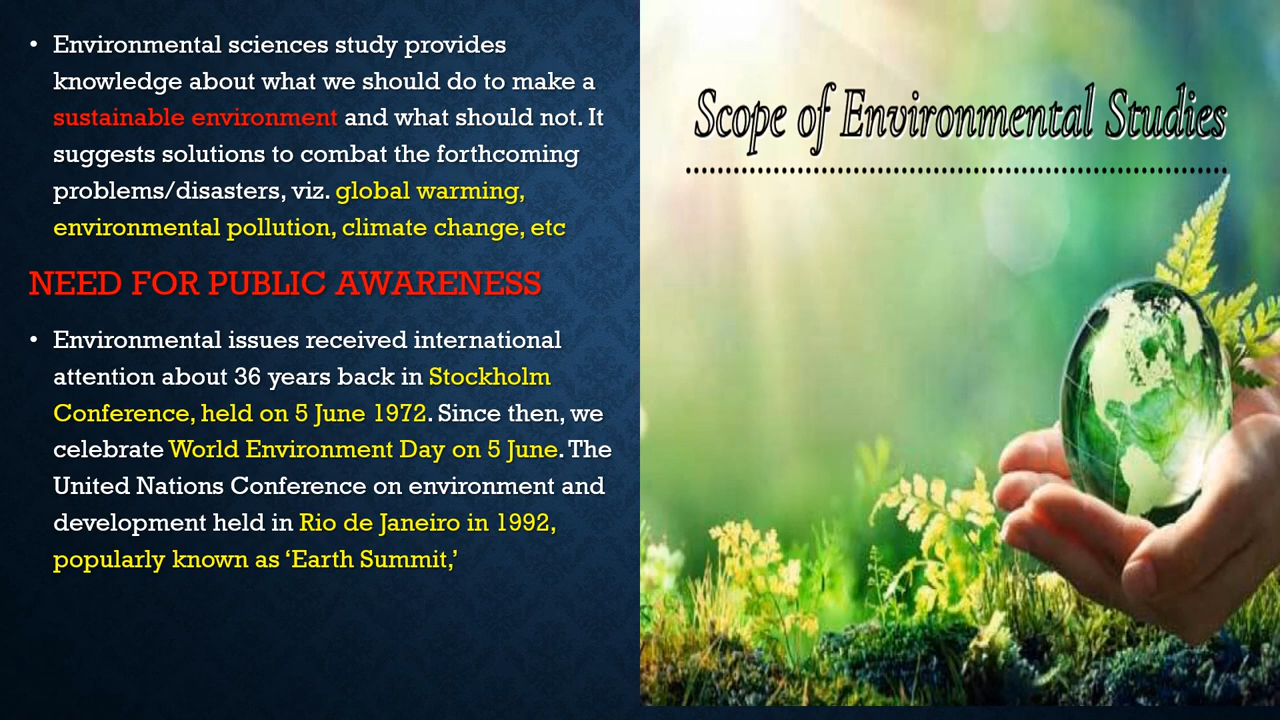 • Environmental sciences study provides
knowledge about what we should do to make a
sustainable environment and what should not. It
suggests solutions to combat the forthcoming
problems/disasters, viz. global warming,
environmental pollution, climate change, etc
NEED FOR PUBLIC AWARENESS
• Environmental issues received international
attention about 36 years back in Stockholm
Conference, held on 5 June 1972. Since then, we
celebrate World Environment Day on 5 June. The
United Nations Conference on environment and
development held in Rio de Janeiro in 1992,
popularly known as ‘Earth Summit,’
Scope of Environmental Studies